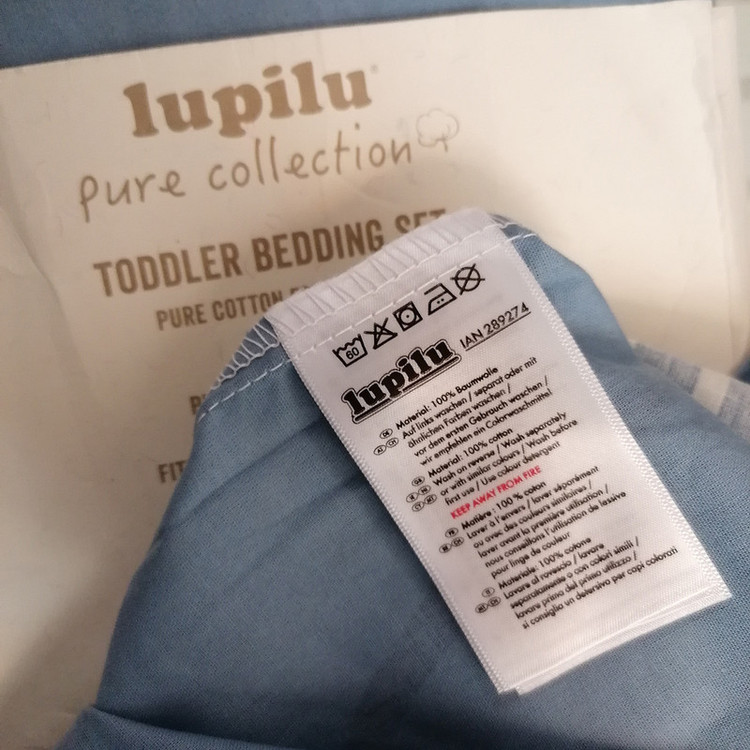 lupilu
pure collection
TODDLER BEDDING SET
PURE COTTON
FIT
60
lupilu IAN 289274
Material: 100% Baumwolle
Auf links waschen / separat oder mit
ähnlichen Farben waschen /
vor dem ersten Gebrauch waschen /
wir empfehlen ein Colorwaschmittel
Material: 100% cotton
Wash on reverse / Wash separately
or with similar colours / Wash before
first use / Use colour detergent
KEEP AWAY FROM FIRE
Matière: 100% coton
Laver à l'envers / laver séparément
ou avec des couleurs similaires /
laver avant la première utilisation /
nous conseillons l'utilisation de lessive
pour linge de couleur
Materiale: 100% cotone
Lavare al rovescio / lavare
separatamente o con colori simili /
lavare prima del primo utilizzo /
si consiglia un detersivo per capi colorati